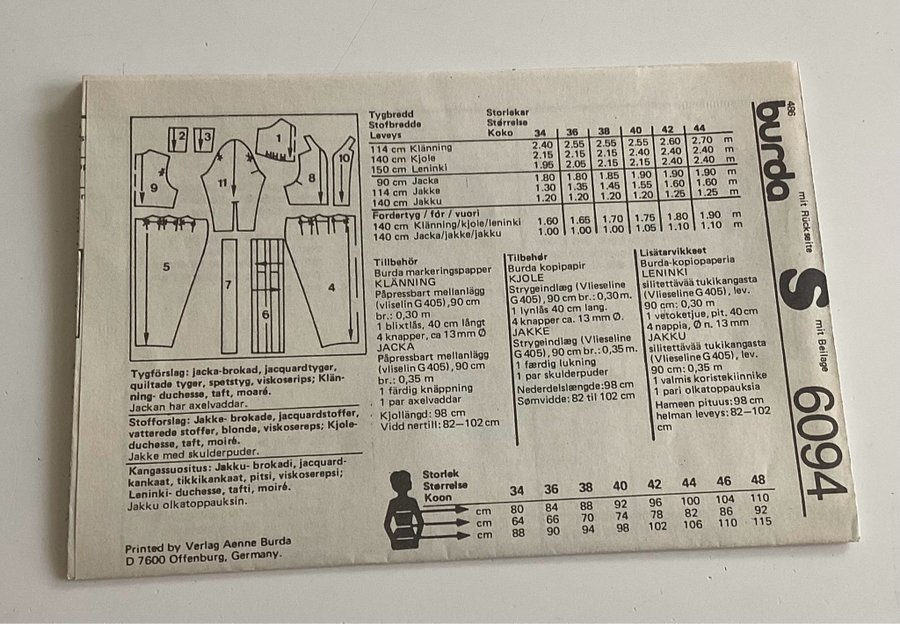 2
3
1
9
11
8
10
5
7
6
4
Tygförslag: jacka-brokad, jacquardtyger,
quiltade tyger, spetstyg, viskosrips; Klän-
ning- duchesse, taft, moaré.
Jackan har axelvaddar.
Stofforslag: Jakke- brokade, jacquardstoffer,
vatterede stoffer, blonde, viskosereps; Kjole-
duchesse, taft, moiré.
Jakke med skulderpuder.
Kangassuositus: Jakku- brokadi, jacquard-
kankaat, tikkikankaat, pitsi, viskosereps;
Leninki- duchesse, tafti, moiré.
Jakku olkatoppauksin.
Printed by Verlag Aenne Burda
D 7600 Offenburg, Germany.
Tygbredd Storlekar
Stofbredde Størrelse
Leveys Koko 34 36 38 40 42 44
114 cm Klänning 2.40 2.55 2.55 2.55 2.60 2.70 m
140 cm Kjole 2.15 2.15 2.15 2.40 2.40 2.40 m
150 cm Leninki 1.95 2.05 2.15 2.15 2.40 2.40 m
90 cm Jacka 1.80 1.80 1.85 1.90 1.90 1.90 m
114 cm Jakke 1.30 1.35 1.45 1.55 1.60 1.60 m
140 cm Jakku 1.20 1.20 1.20 1.20 1.25 1.25 m
Fordertyg / fór / vuori
140 cm Klänning/kjole/leninki 1.60 1.65 1.70 1.75 1.80 1.90 m
140 cm Jacka/jakke/jakku 1.00 1.00 1.00 1.05 1.10 1.10 m
Tillbehör
Burda markeringspapper
KLÄNNING
Påpressbart mellanlägg
(vliselin G 405), 90 cm
br.: 0,30 m
1 blixtlås, 40 cm långt
4 knapper, ca 13 mm Ø
JACKA
Påpressbart mellanlägg
(vliselin G 405), 90 cm
br.: 0,35 m
1 färdig knäppning
1 par axelvaddar
Kjollängd: 98 cm
Vidd nertill: 82–102 cm
Tilbehør
Burda kopipapir
KJOLE
Strygeindlæg (Vlieseline
G 405), 90 cm br.: 0,30m.
1 lynlås 40 cm lang.
4 knapper ca. 13 mm Ø.
JAKKE
Strygeindlæg (Vlieseline
G 405), 90 cm br.: 0,35 m.
1 færdig lukning
1 par skulderpuder
Nederdelslængde: 98 cm
Sømvidde: 82 til 102 cm
Lisätarvikkeet
Burda-kopiopaperia
LENINKI
silitettävää tukikangasta
(Vlieseline G 405), lev.
90 cm: 0,30 m
1 vetoketjue, pit. 40 cm
4 nappia, Ø n. 13 mm
JAKKU
silitettävää tukikangasta
(Vlieseline G 405), lev.
90 cm: 0,35 m
1 valmis koristekiinnike
1 pari olkatoppauksia
Hameen pituus: 98 cm
helman leveys: 82–102
cm
Storlek
Størrelse
Koon 34 36 38 40 42 44 46 48
cm 80 84 88 92 96 100 104 110
cm 64 66 70 74 78 82 86 92
cm 88 90 94 98 102 106 110 115
486
burda
mit Rückseite
S
mit Beilage
6094